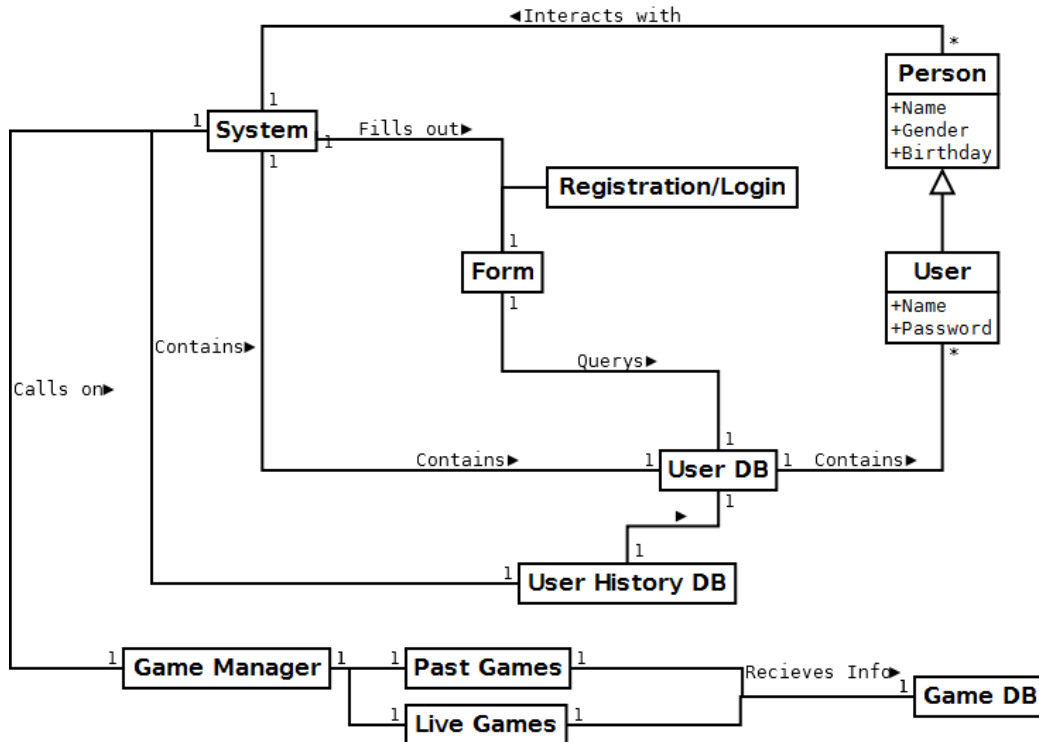 ◄Interacts with
*
Person
+Name
+Gender
+Birthday
1
1 System
1
1
Fills out►
Registration/Login
1
Form
1
User
+Name
+Password
*
Contains►
Querys►
Calls on►
1
Contains►
1 User DB 1
Contains►
1
►
1
1 User History DB
1 Game Manager 1
1 Past Games 1
Recieves Info►
1 Game DB
1 Live Games 1